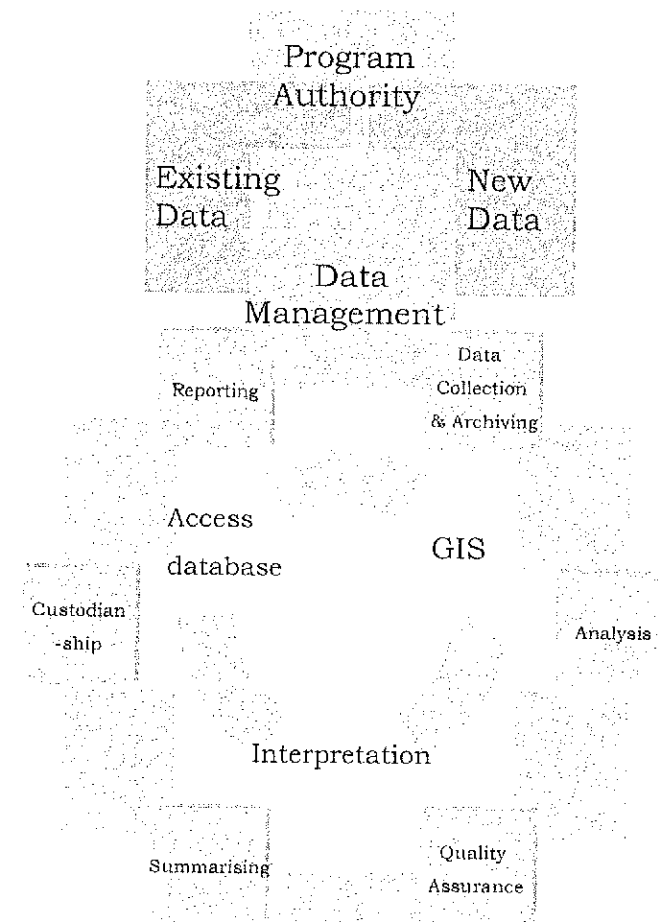 Program
Authority
Existing
Data
New
Data
Data
Management
Reporting
Data
Collection
& Archiving
Access
database
GIS
Custodian
-ship
Analysis
Interpretation
Summarising
Quality
Assurance